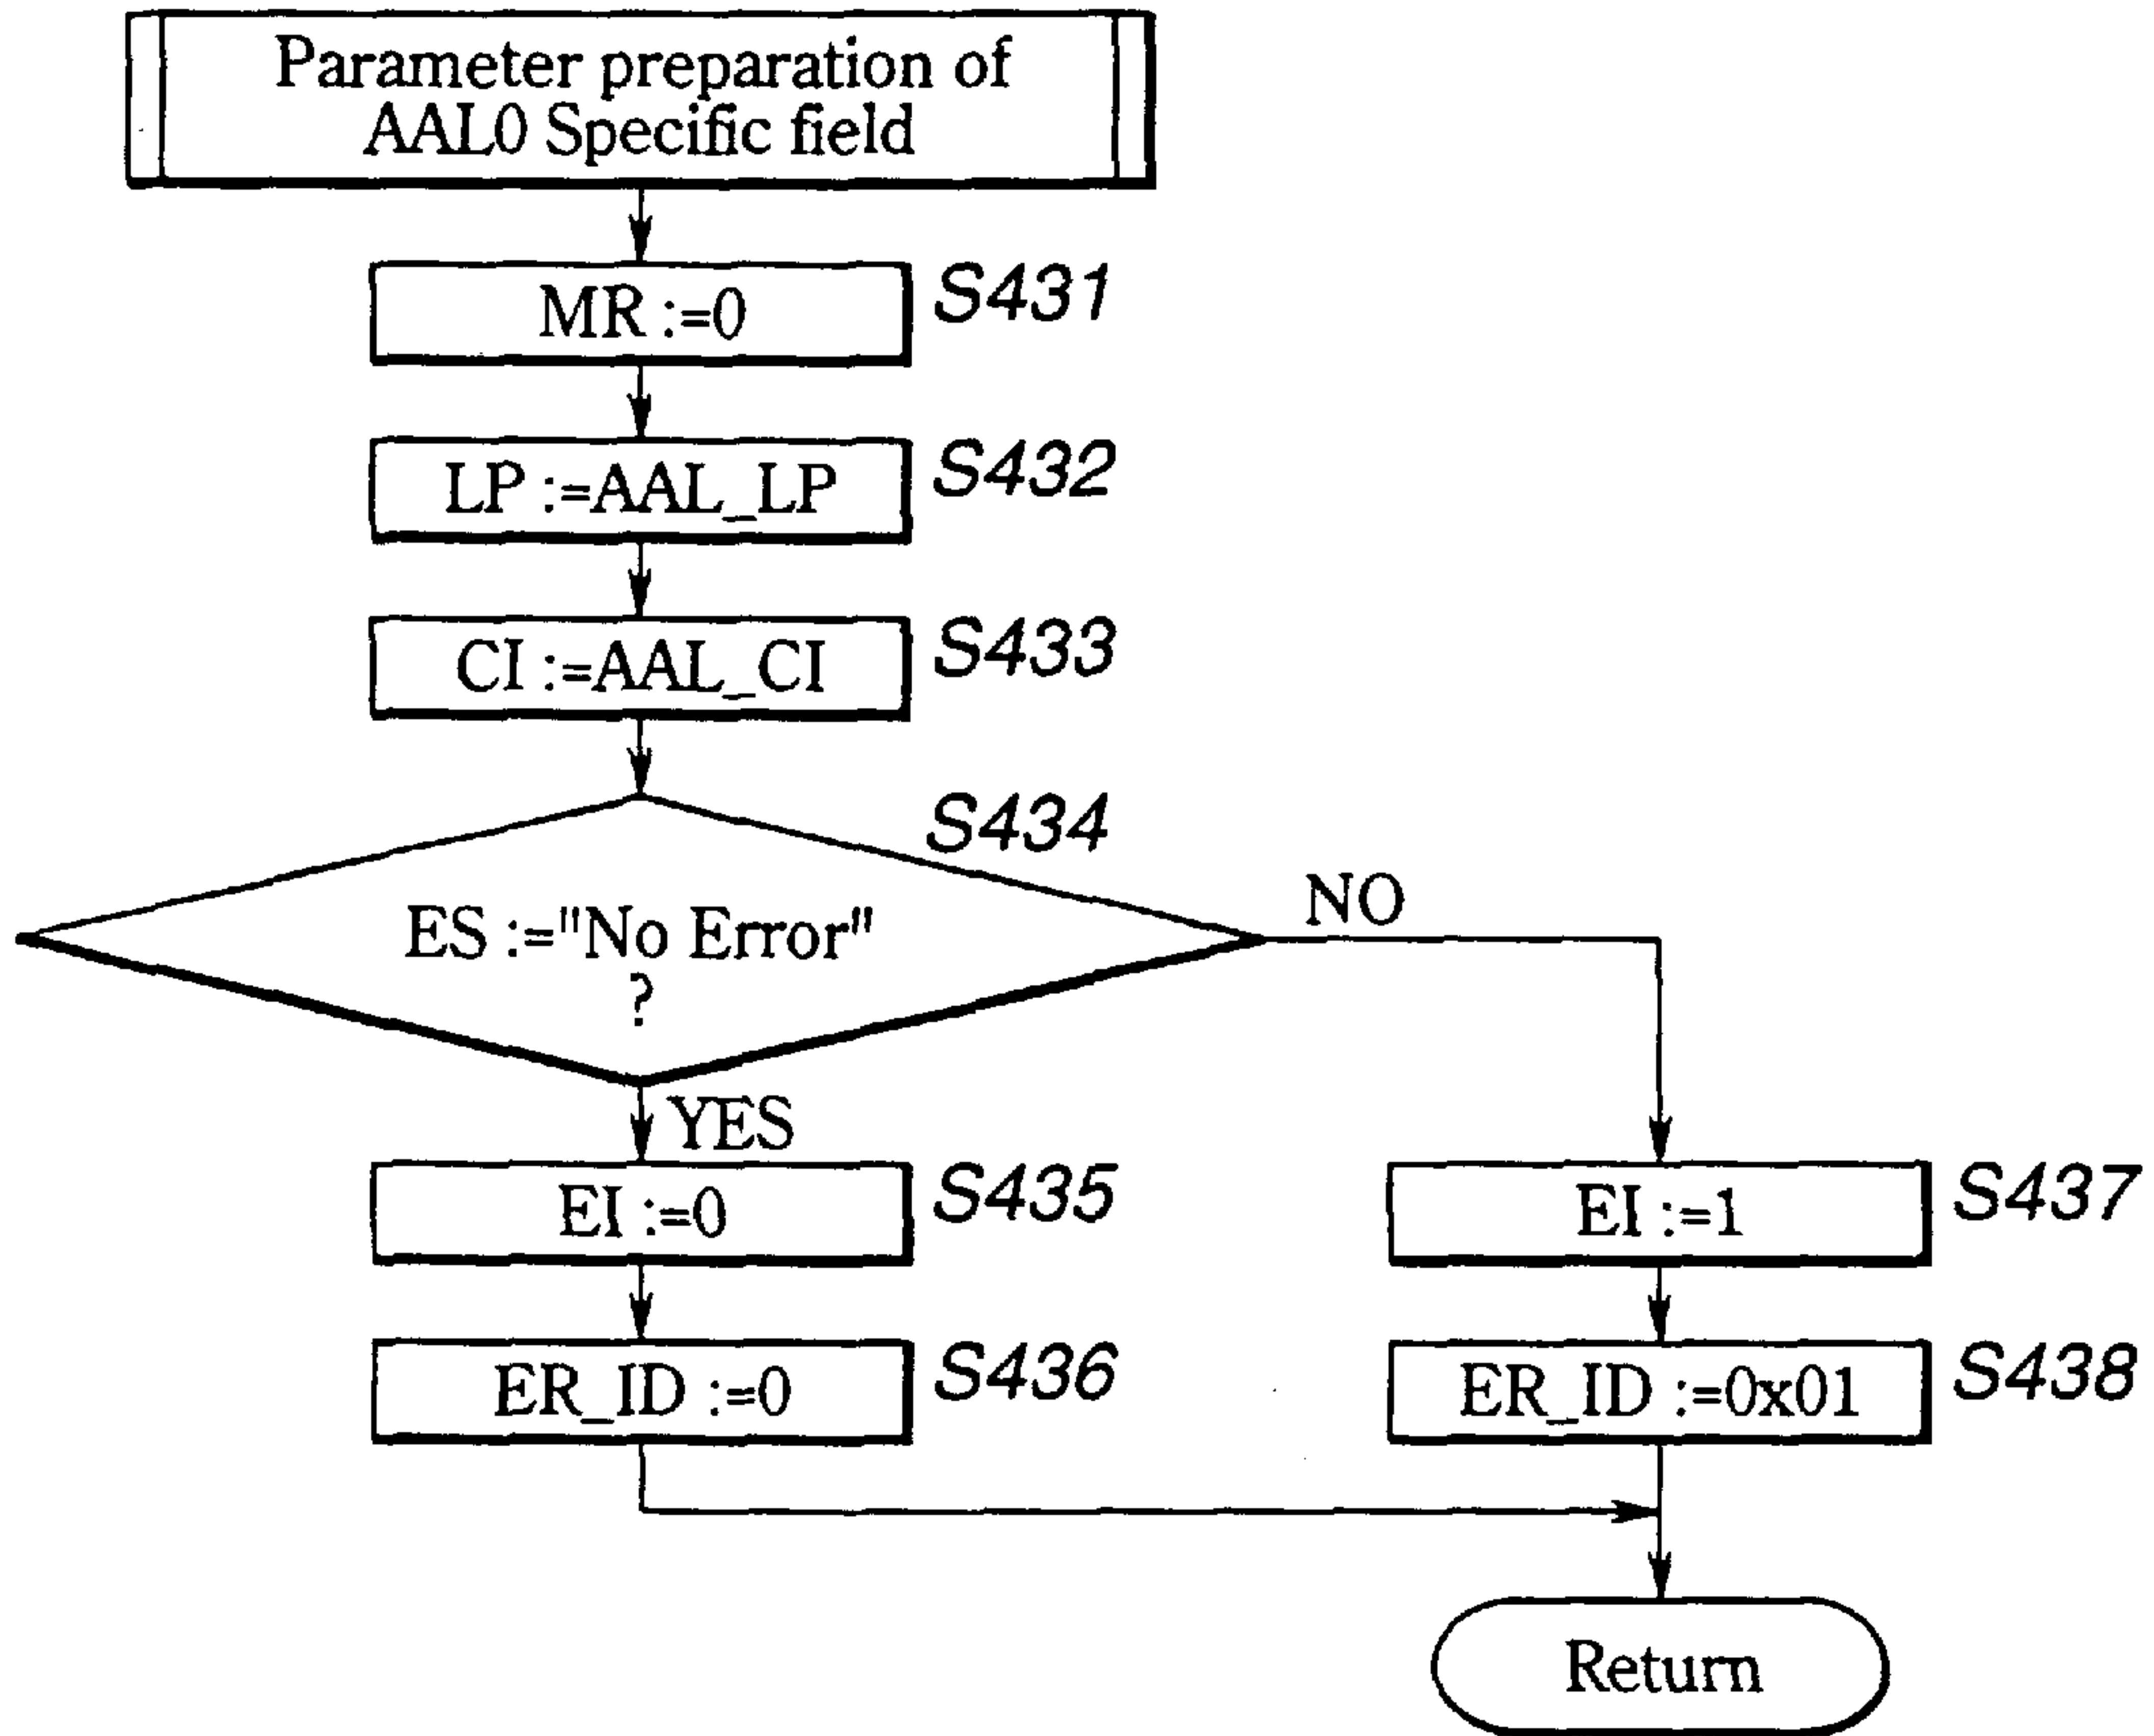 Parameter preparation of
AAL0 Specific field
MR :=0
S431
LP :=AAL_LP
S432
CI :=AAL_CI
S433
S434
ES :="No Error"
?
NO
YES
EI :=0
S435
EI :=1
S437
ER_ID :=0
S436
ER_ID :=0x01
S438
Return